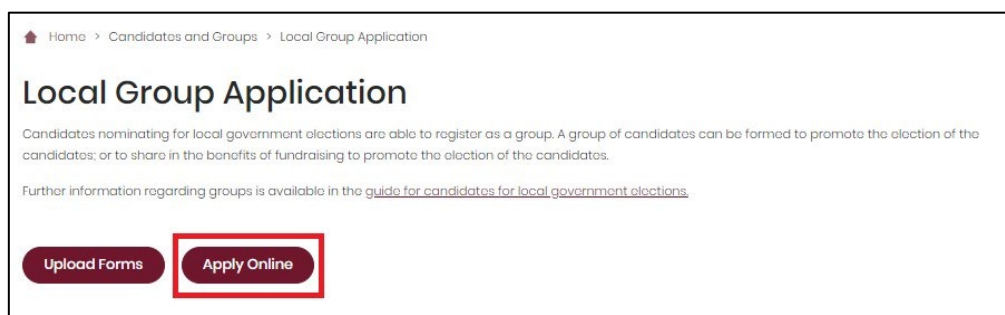 Home > Candidates and Groups > Local Group Application
Local Group Application
Candidates nominating for local government elections are able to register as a group. A group of candidates can be formed to promote the election of the
candidates; or to share in the benefits of fundraising to promote the election of the candidates.
Further information regarding groups is available in the guide for candidates for local government elections.
Upload Forms Apply Online